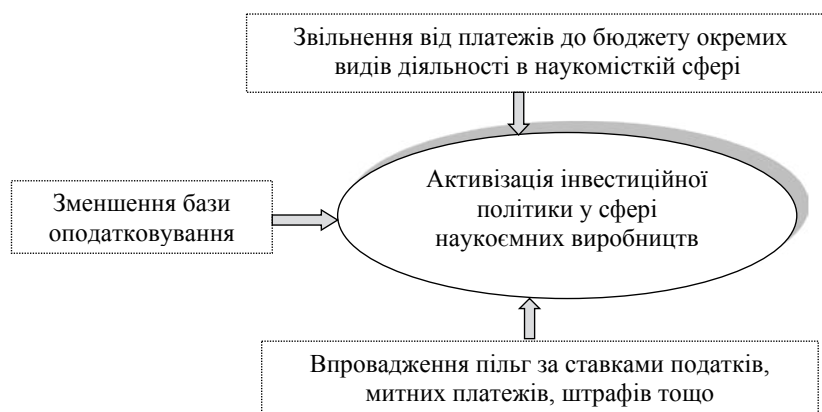 Звільнення від платежів до бюджету окремих
видів діяльності в наукомісткій сфері
Активізація інвестиційної
політики у сфері
наукоємних виробництв
Зменшення бази
оподатковування
Впровадження пільг за ставками податків,
митних платежів, штрафів тощо